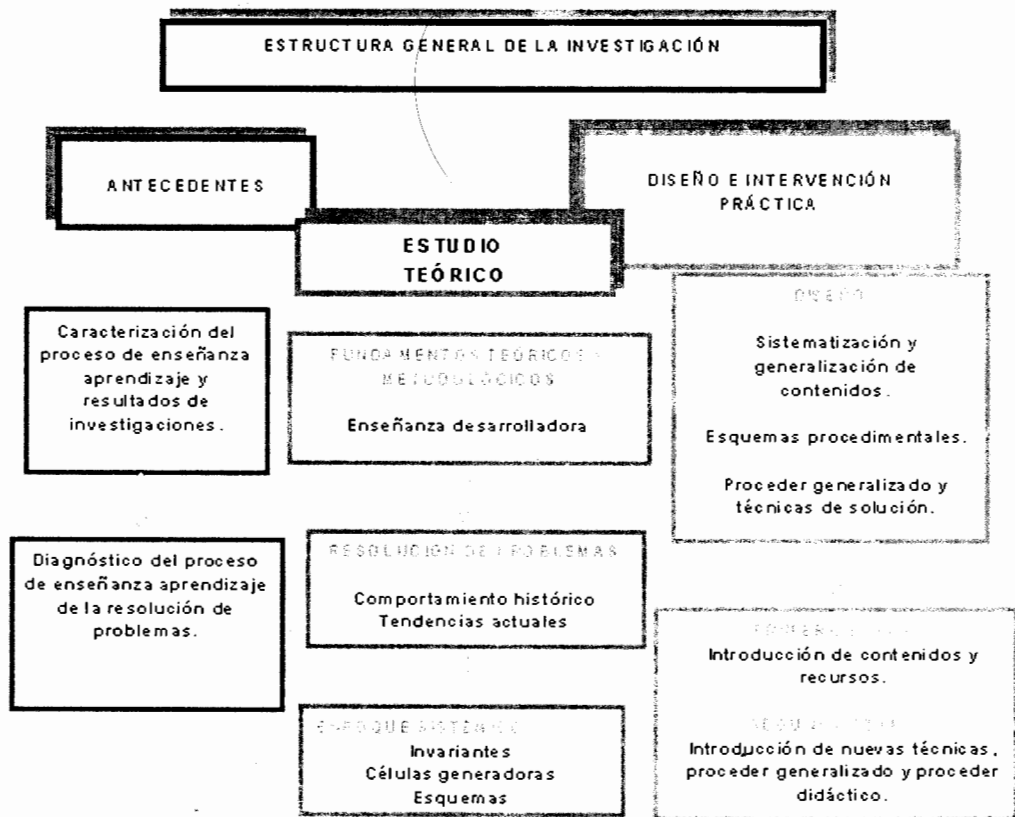 ESTRUCTURA GENERAL DE LA INVESTIGACIÓN
ANTECEDENTES
Caracterización del
proceso de enseñanza
aprendizaje y
resultados de
investigaciones.
Diagnóstico del proceso
de enseñanza aprendizaje
de la resolución de
problemas.
ESTUDIO
TEÓRICO
FUNDAMENTOS TEÓRICOS
METODOLÓGICOS
Enseñanza desarrolladora
RESOLUCIÓN DE PROBLEMAS
Comportamiento histórico
Tendencias actuales
ENFOQUE SISTÉMICO
Invariantes
Células generadoras
Esquemas
DISEÑO E INTERVENCIÓN
PRÁCTICA
DISEÑO
Sistematización y
generalización de
contenidos.
Esquemas procedimentales.
Proceder generalizado y
técnicas de solución.
Introducción de contenidos y
recursos.
Introducción de nuevas técnicas,
proceder generalizado y proceder
didáctico.